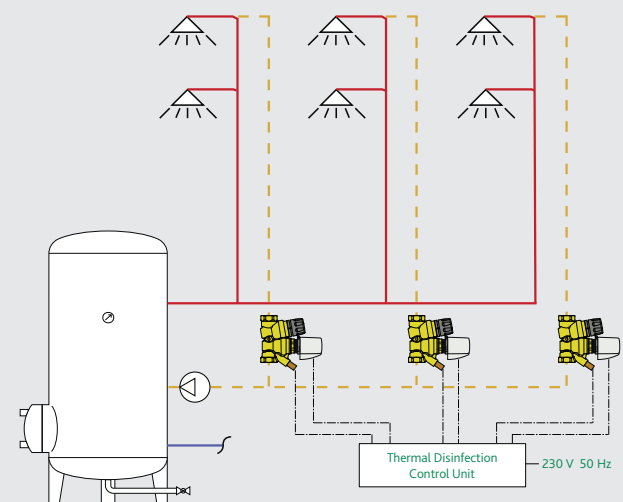 Thermal Disinfection
Control Unit
230 V 50 Hz